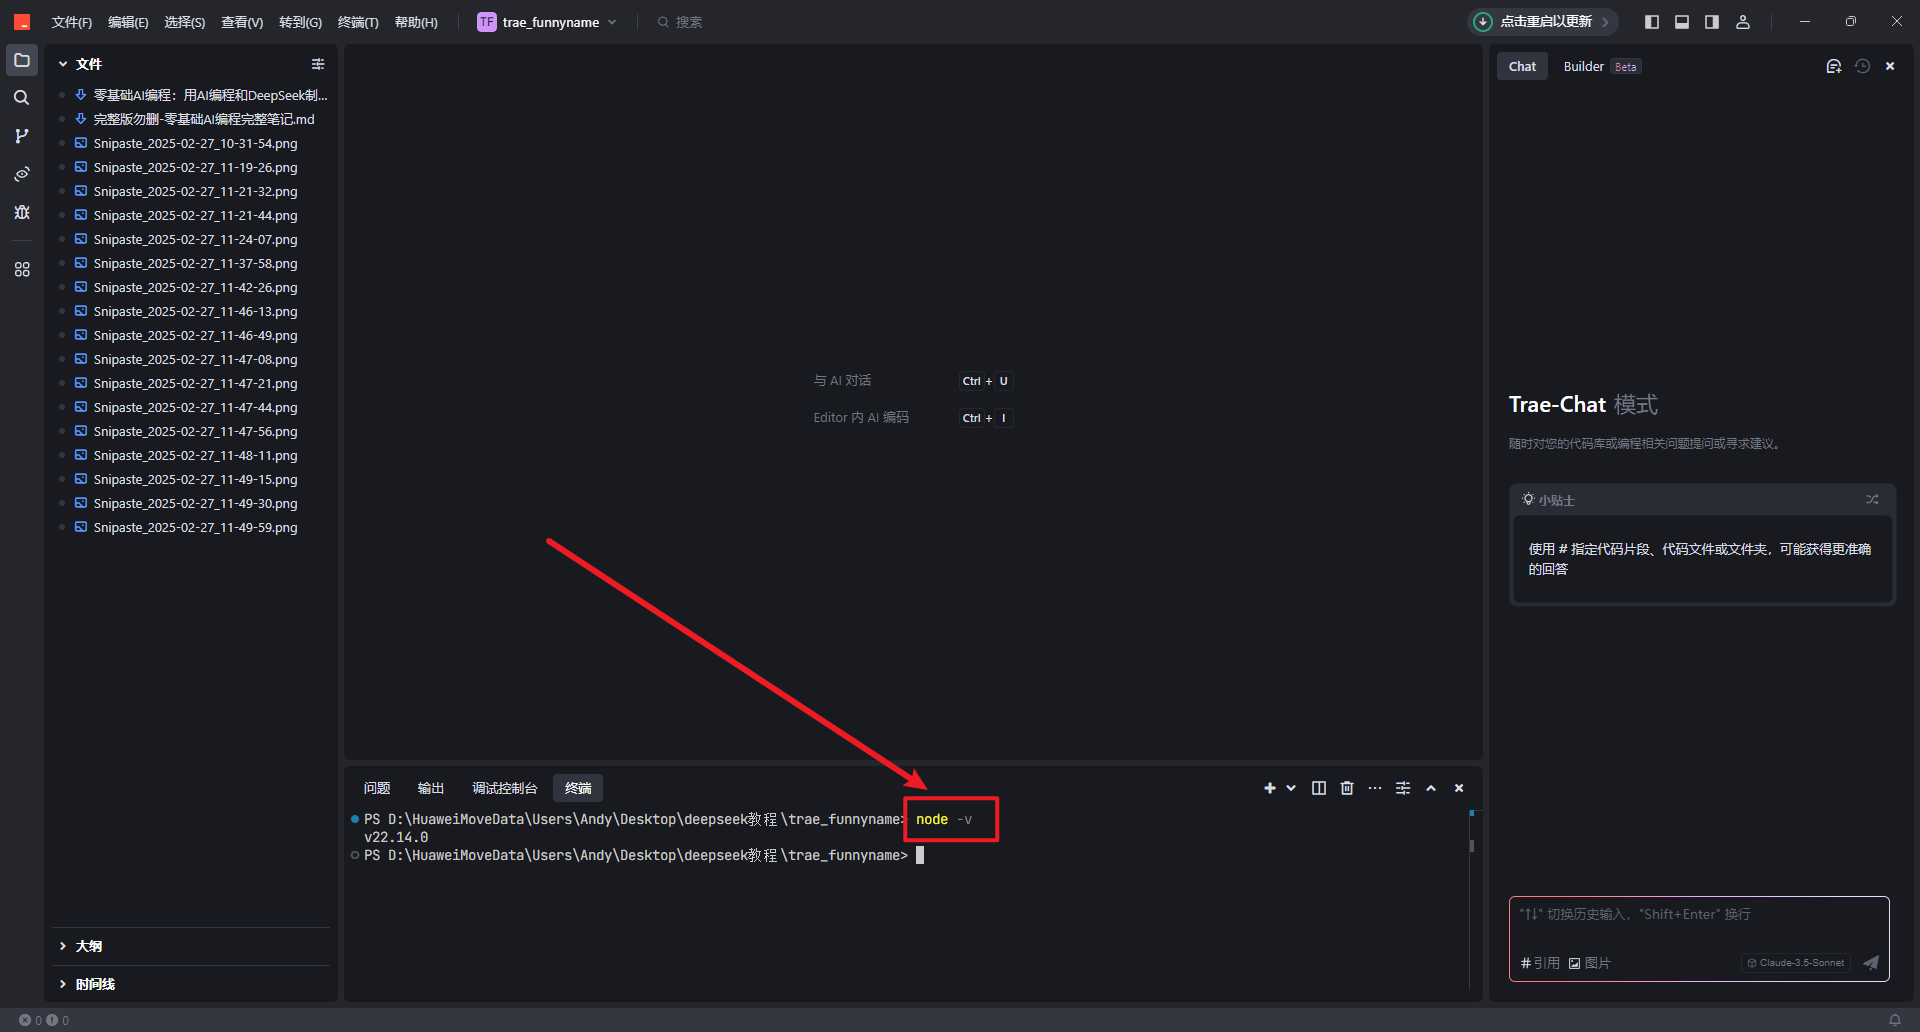 文件(F) 编辑(E) 选择(S) 查看(V) 转到(G) 终端(T) 帮助(H) TF trae_funnyname 搜索 点击重启以更新
文件
零基础AI编程：用AI编程和DeepSeek制...
完整版勿删-零基础AI编程完整笔记.md
Snipaste_2025-02-27_10-31-54.png
Snipaste_2025-02-27_11-19-26.png
Snipaste_2025-02-27_11-21-32.png
Snipaste_2025-02-27_11-21-44.png
Snipaste_2025-02-27_11-24-07.png
Snipaste_2025-02-27_11-37-58.png
Snipaste_2025-02-27_11-42-26.png
Snipaste_2025-02-27_11-46-13.png
Snipaste_2025-02-27_11-46-49.png
Snipaste_2025-02-27_11-47-08.png
Snipaste_2025-02-27_11-47-21.png
Snipaste_2025-02-27_11-47-44.png
Snipaste_2025-02-27_11-47-56.png
Snipaste_2025-02-27_11-48-11.png
Snipaste_2025-02-27_11-49-15.png
Snipaste_2025-02-27_11-49-30.png
Snipaste_2025-02-27_11-49-59.png
大纲
时间线
与 AI 对话 Ctrl + U
Editor 内 AI 编码 Ctrl + I
问题 输出 调试控制台 终端
PS D:\HuaweiMoveData\Users\Andy\Desktop\deepseek教程\trae_funnyname> node -v
v22.14.0
PS D:\HuaweiMoveData\Users\Andy\Desktop\deepseek教程\trae_funnyname>
Chat Builder Beta
Trae-Chat 模式
随时对您的代码库或编程相关问题提问或寻求建议。
小贴士
使用 # 指定代码片段、代码文件或文件夹，可能获得更准确
的回答
"↑↓" 切换历史输入，"Shift+Enter" 换行
#引用 图片 Claude-3.5-Sonnet
0 0